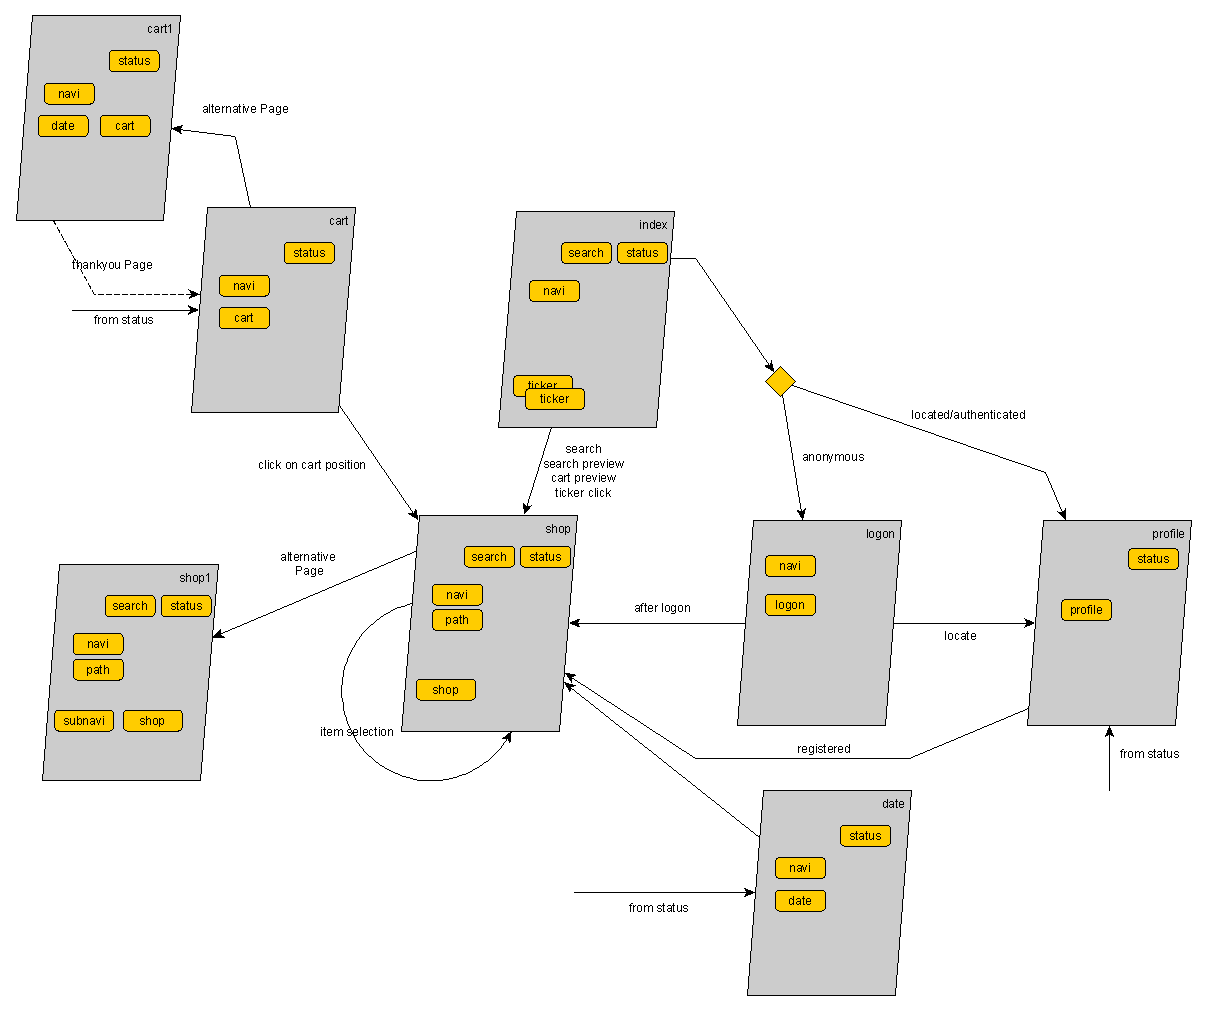 cart1
status
navi
date cart
alternative Page
thankyou Page
from status
cart
status
navi
cart
click on cart position
index
search status
navi
ticker
ticker
search
search preview
cart preview
ticker click
located/authenticated
anonymous
shop
search status
navi
path
shop
item selection
alternative
Page
shop1
search status
navi
path
subnavi shop
after logon
logon
navi
logon
locate
profile
status
profile
from status
registered
date
status
navi
date
from status